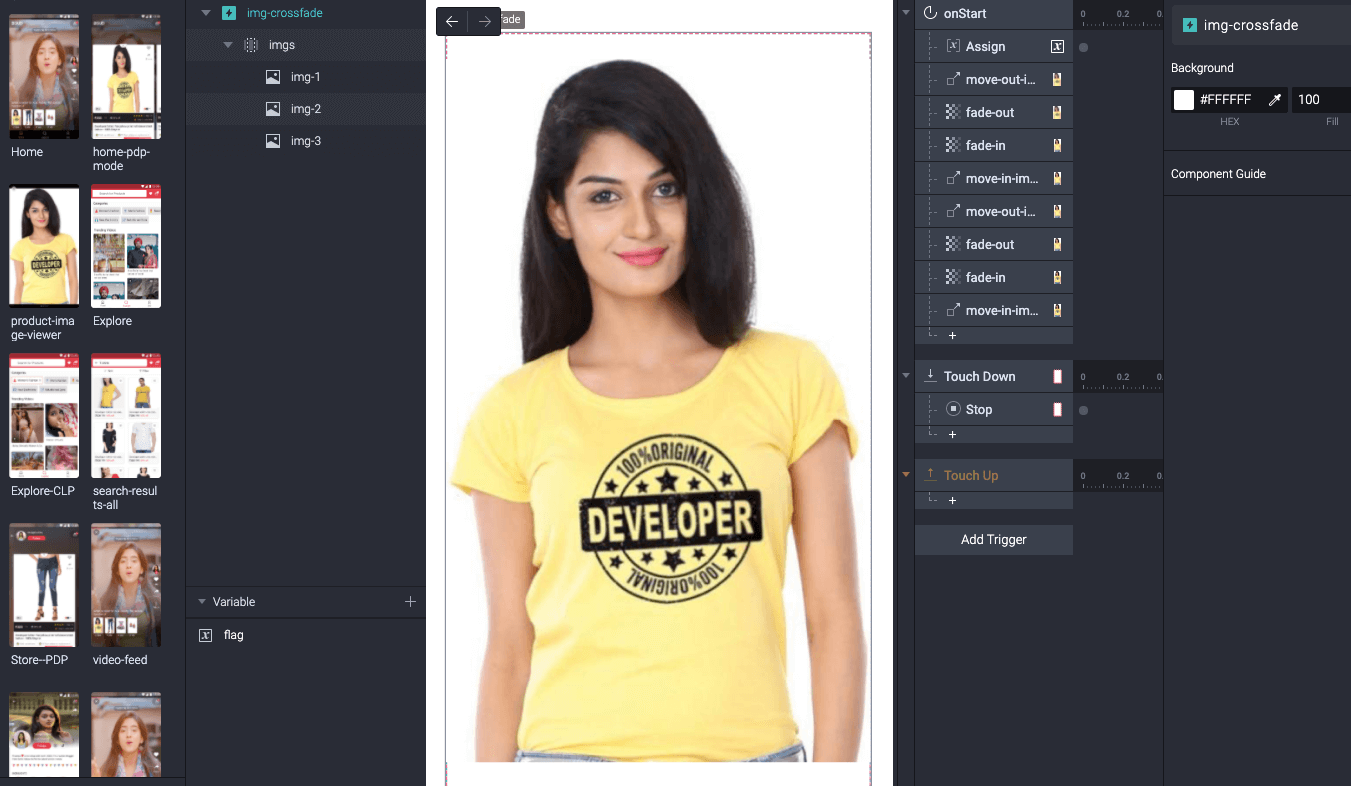 Home
home-pdp-
mode
product-ima
ge-viewer
Explore
Explore-CLP
search-resu
lts-all
Store--PDP
video-feed
img-crossfade
imgs
img-1
img-2
img-3
Variable
flag
fade
100%ORIGINAL
DEVELOPER
100%ORIGINAL
onStart
0 0.2 0.
Assign
move-out-i...
fade-out
fade-in
move-in-im...
move-out-i...
fade-out
fade-in
move-in-im...
+
Touch Down
0 0.2 0.
Stop
+
Touch Up
0 0.2 0.
+
Add Trigger
img-crossfade
Background
#FFFFFF 100
HEX Fill
Component Guide